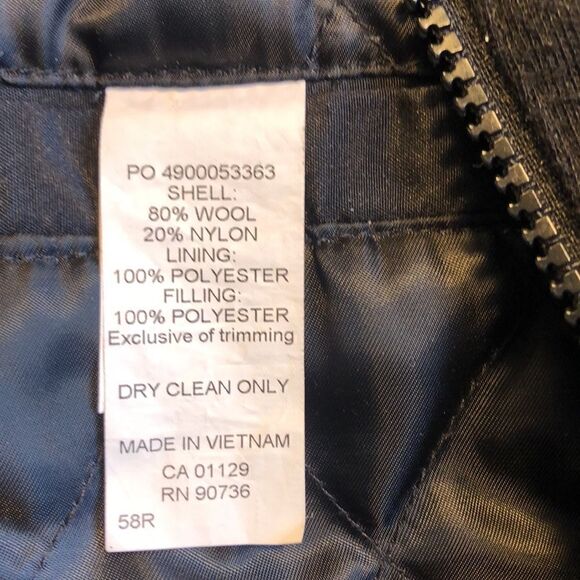 PO 4900053363
SHELL:
80% WOOL
20% NYLON
LINING:
100% POLYESTER
FILLING:
100% POLYESTER
Exclusive of trimming
DRY CLEAN ONLY
MADE IN VIETNAM
CA 01129
RN 90736
58R